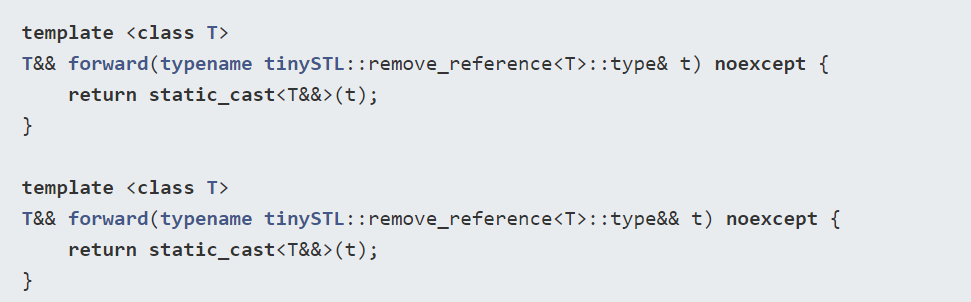 template <class T>
T&& forward(typename tinySTL::remove_reference<T>::type& t) noexcept {
    return static_cast<T&&>(t);
}

template <class T>
T&& forward(typename tinySTL::remove_reference<T>::type&& t) noexcept {
    return static_cast<T&&>(t);
}